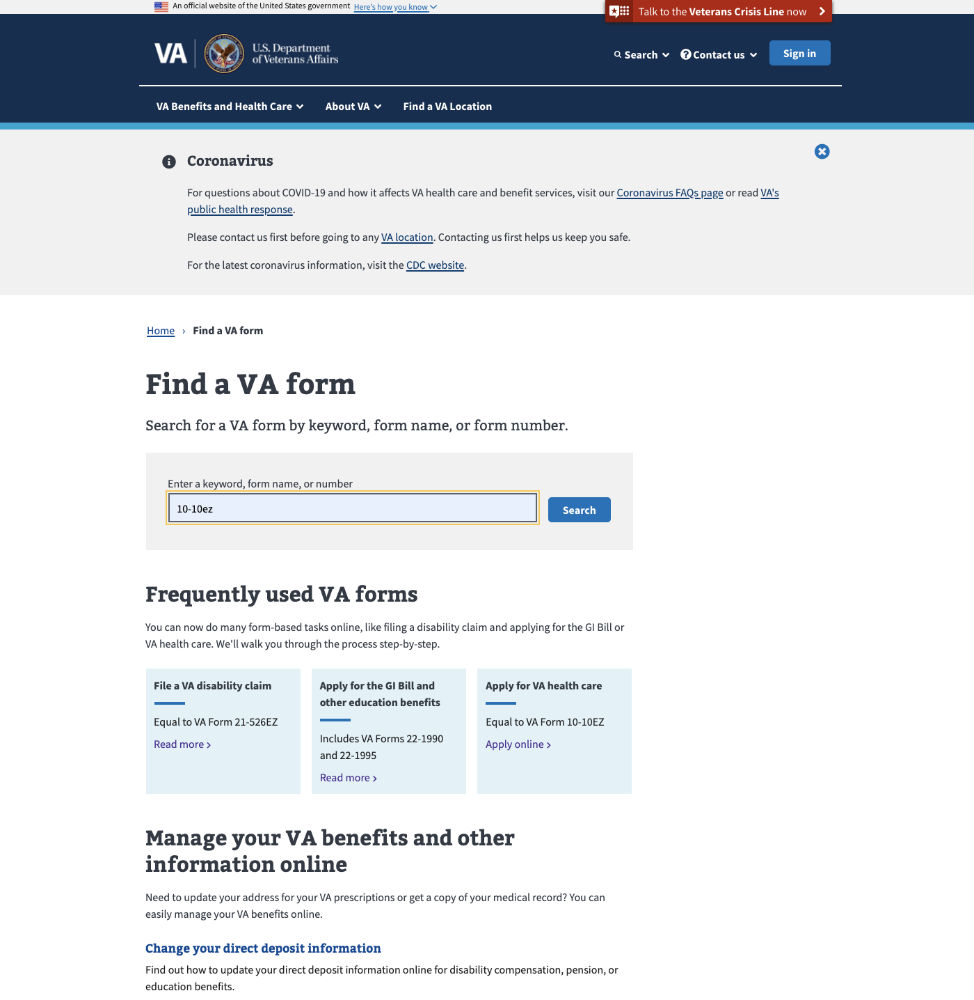 An official website of the United States government Here's how you know
Talk to the Veterans Crisis Line now
VA U.S. Department
of Veterans Affairs
Search Contact us Sign in
VA Benefits and Health Care About VA Find a VA Location
Coronavirus
For questions about COVID-19 and how it affects VA health care and benefit services, visit our Coronavirus FAQs page or read VA's
public health response.
Please contact us first before going to any VA location. Contacting us first helps us keep you safe.
For the latest coronavirus information, visit the CDC website.
Home › Find a VA form
Find a VA form
Search for a VA form by keyword, form name, or form number.
Enter a keyword, form name, or number
10-10ez
Search
Frequently used VA forms
You can now do many form-based tasks online, like filing a disability claim and applying for the GI Bill or
VA health care. We'll walk you through the process step-by-step.
File a VA disability claim
Equal to VA Form 21-526EZ
Read more ›
Apply for the GI Bill and
other education benefits
Includes VA Forms 22-1990
and 22-1995
Read more ›
Apply for VA health care
Equal to VA Form 10-10EZ
Apply online ›
Manage your VA benefits and other
information online
Need to update your address for your VA prescriptions or get a copy of your medical record? You can
easily manage your VA benefits online.
Change your direct deposit information
Find out how to update your direct deposit information online for disability compensation, pension, or
education benefits.